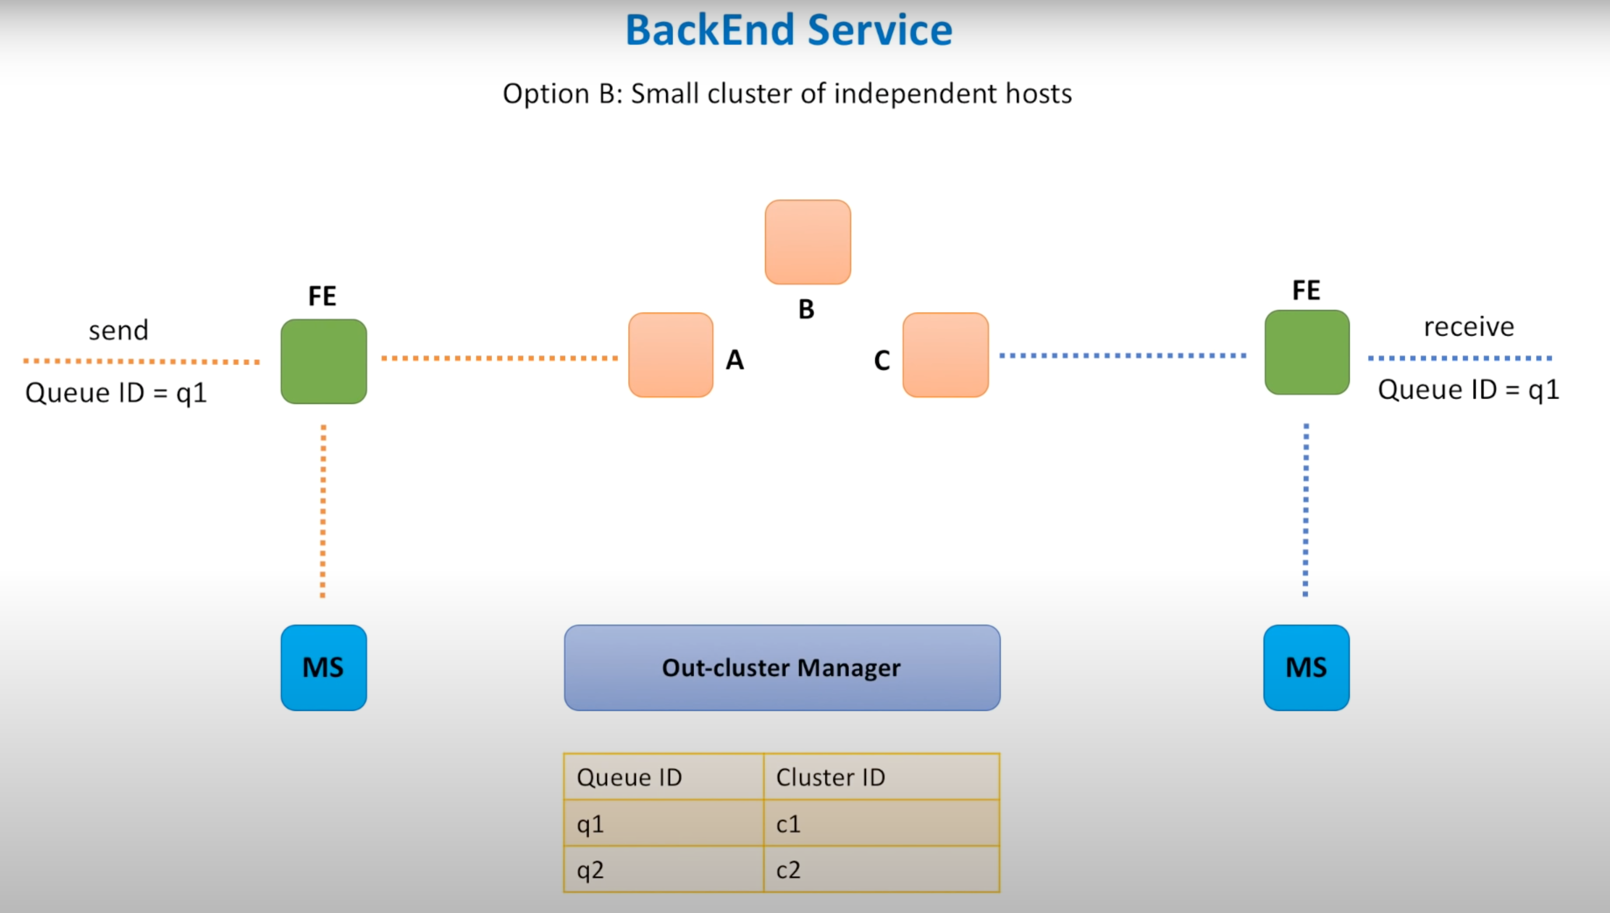 BackEnd Service
Option B: Small cluster of independent hosts
B
FE
send
Queue ID = q1
A
C
FE
receive
Queue ID = q1
MS
Out-cluster Manager
MS
Queue ID Cluster ID
q1 c1
q2 c2